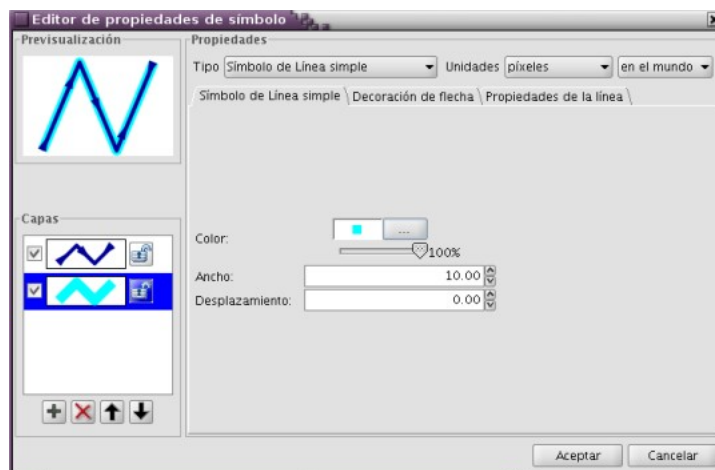 Editor de propiedades de símbolo
Previsualización
Propiedades
Tipo Símbolo de Línea simple Unidades píxeles en el mundo
Símbolo de Línea simple Decoración de flecha Propiedades de la línea
Capas
Color:
...
100%
Ancho: 10.00
Desplazamiento: 0.00
Aceptar Cancelar